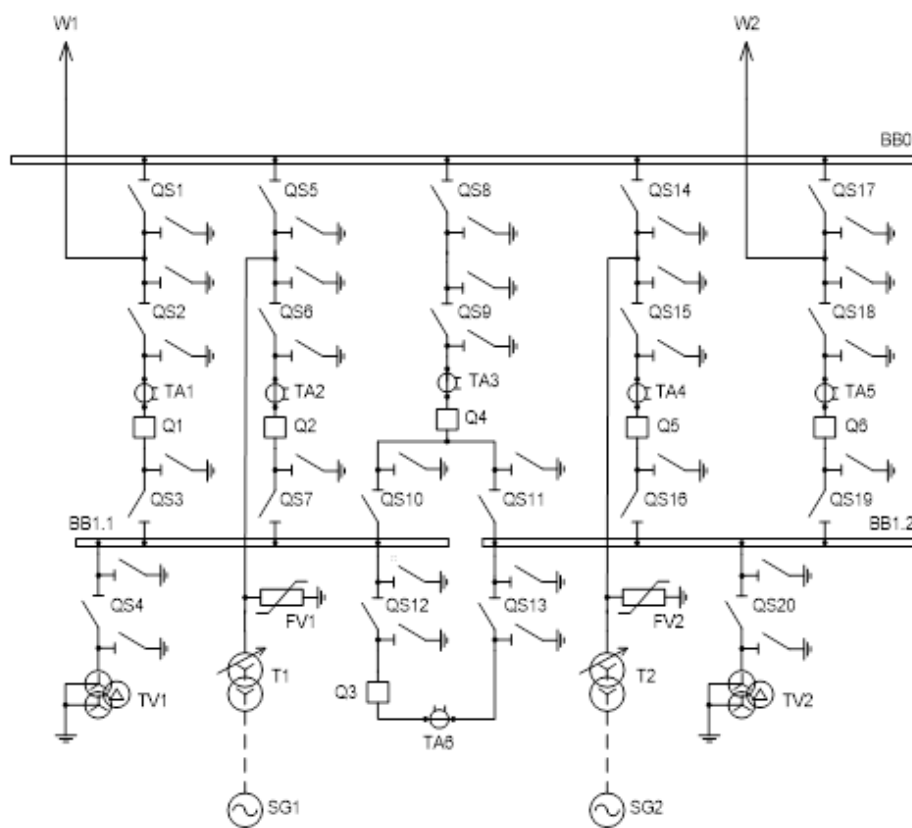 W1 W2
BB0
QS1 QS5 QS8 QS14 QS17
QS2 QS6 QS9 QS15 QS18
TA1 TA2 TA3 TA4 TA5
Q1 Q2 Q4 Q5 Q6
QS3 QS7 QS10 QS11 QS16 QS19
BB1.1 BB1.2
QS4 QS12 QS13 QS20
FV1 FV2
T1 T2
Q3
TV1 TV2
TA6
SG1 SG2